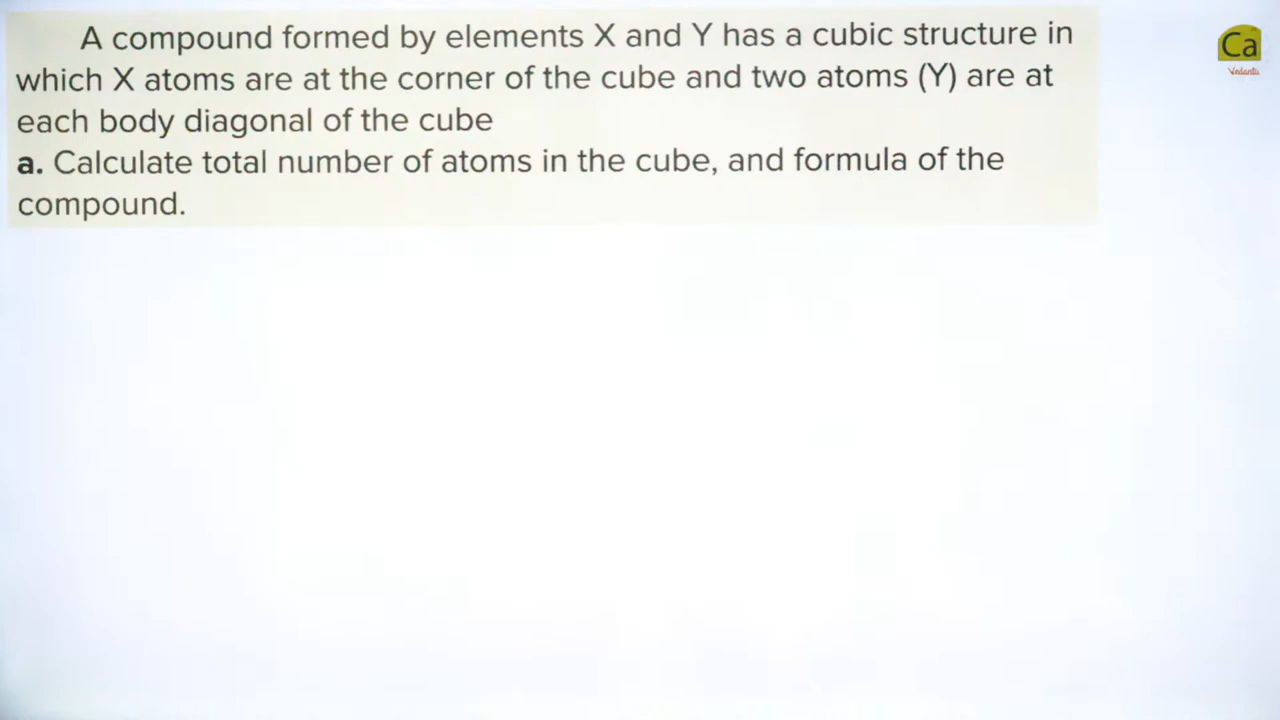 A compound formed by elements X and Y has a cubic structure in
which X atoms are at the corner of the cube and two atoms (Y) are at
each body diagonal of the cube
a. Calculate total number of atoms in the cube, and formula of the
compound.
Ca
Vedantu